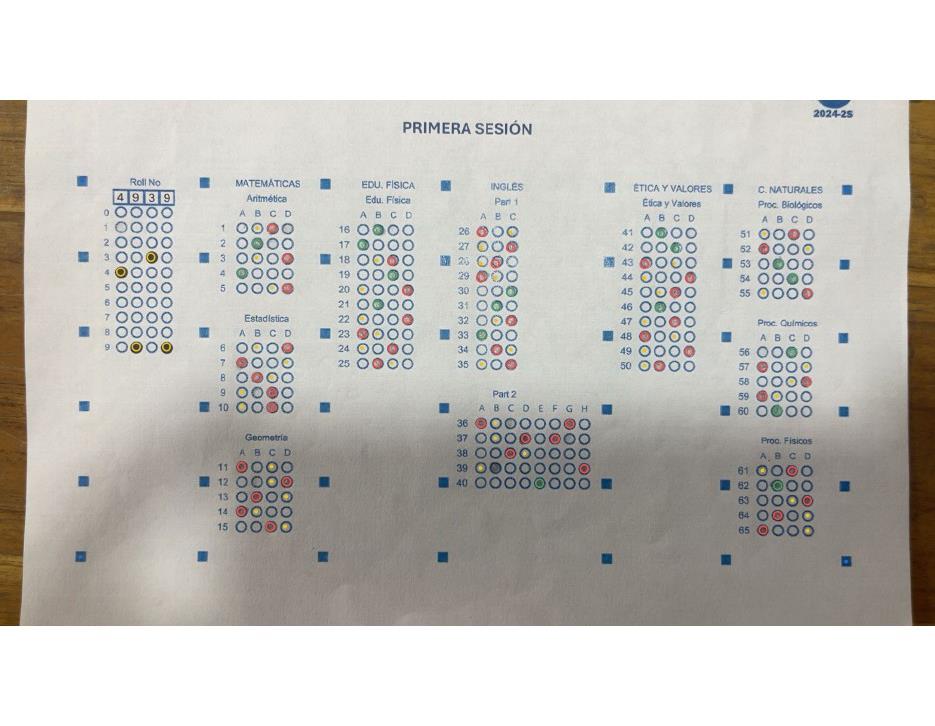 2024-2S
PRIMERA SESIÓN
Roll No
4 9 3 9
0
1
2
3
4
5
6
7
8
9
MATEMÁTICAS
Aritmética
A B C D
1
2
3
4
5
Estadística
A B C D
6
7
8
9
10
Geometría
A B C D
11
12
13
14
15
EDU. FÍSICA
Edu. Física
A B C D
16
17
18
19
20
21
22
23
24
25
INGLÉS
Part 1
A B C
26
27
28
29
30
31
32
33
34
35
Part 2
A B C D E F G H
36
37
38
39
40
ÉTICA Y VALORES
Ética y Valores
A B C D
41
42
43
44
45
46
47
48
49
50
C. NATURALES
Proc. Biológicos
A B C D
51
52
53
54
55
Proc. Químicos
A B C D
56
57
58
59
60
Proc. Físicos
A B C D
61
62
63
64
65